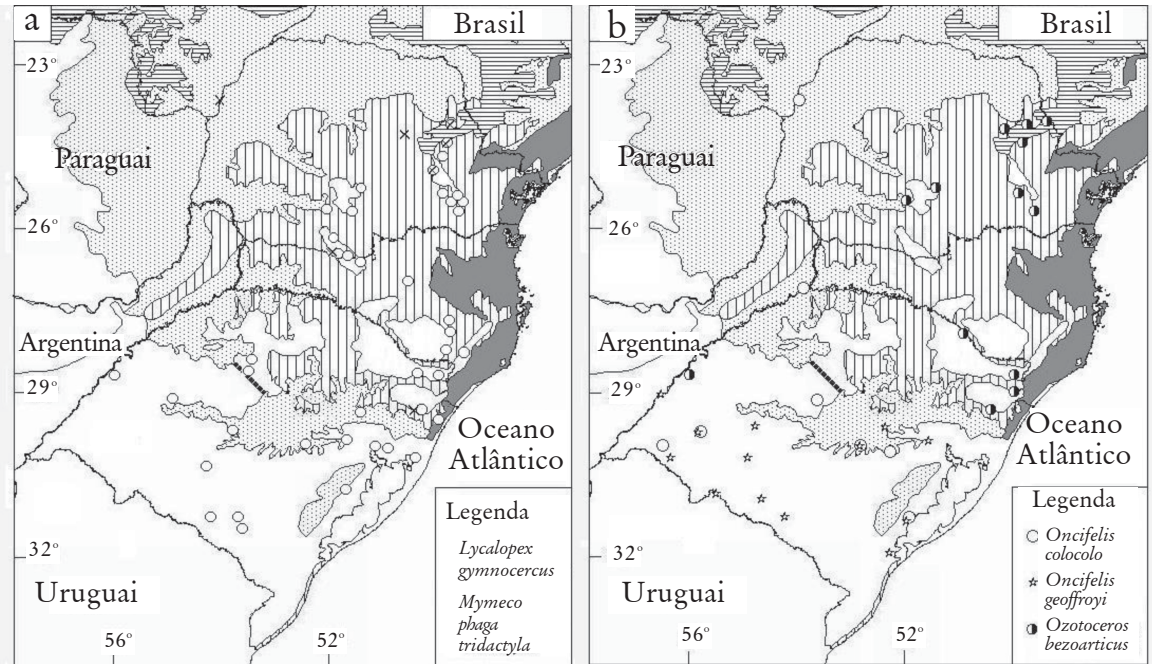 a
Brasil
23°
Paraguai
26°
Argentina
29°
Oceano
Atlântico
Legenda
Lycalopex
gymnocercus
Mymeco
phaga
tridactyla
32°
Uruguai
56°
52°
b
Brasil
23°
Paraguai
26°
Argentina
29°
Oceano
Atlântico
Legenda
Oncifelis
colocolo
Oncifelis
geoffroyi
Ozotoceros
bezoarticus
32°
Uruguai
56°
52°